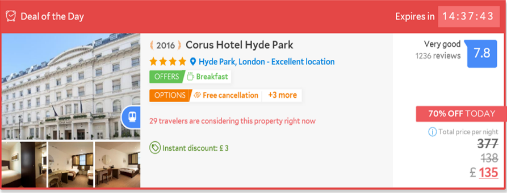 Deal of the Day
Expires in 14:37:43
( 2016 ) Corus Hotel Hyde Park
Hyde Park, London - Excellent location
OFFERS Breakfast
OPTIONS Free cancellation +3 more
29 travelers are considering this property right now
Instant discount: £ 3
Very good
1236 reviews
7.8
70% OFF TODAY
Total price per night
377
138
£ 135